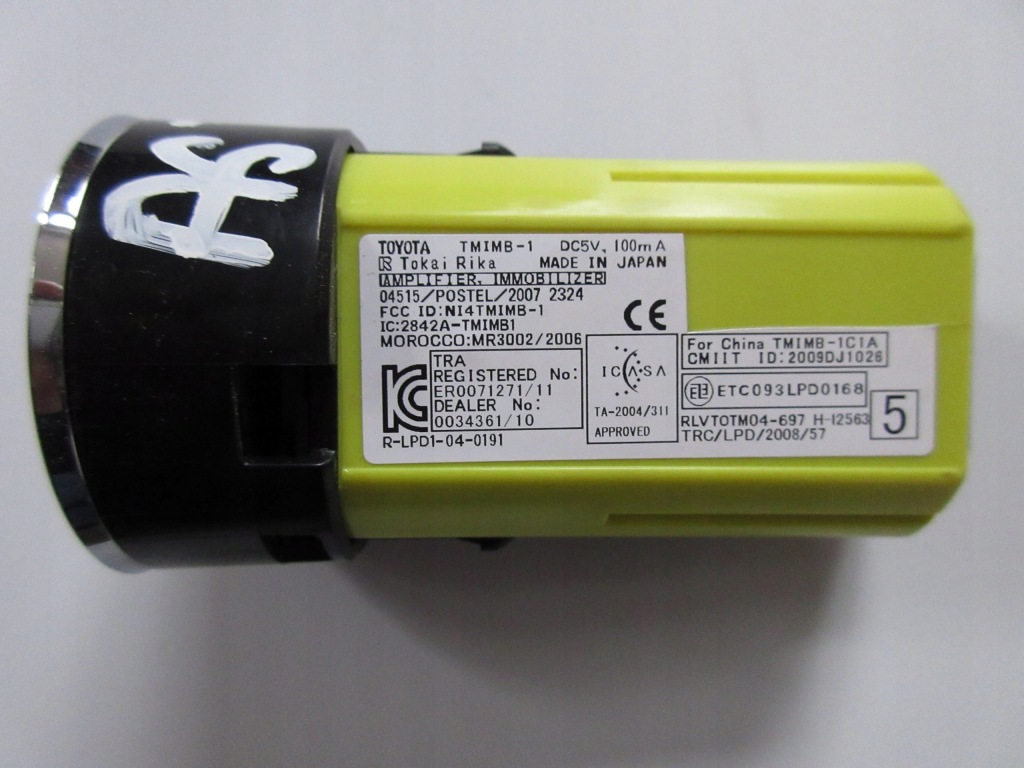 TOYOTA TMIMB-1 DC5V, 100mA
Tokai Rika MADE IN JAPAN
AMPLIFIER, IMMOBILIZER
04515/POSTEL/2007 2324
FCC ID:NI4TMIMB-1
IC:2842A-TMIMB1
MOROCCO:MR3002/2006
CE
TRA
REGISTERED No:
ER0071271/11
DEALER No:
0034361/10
R-LPD1-04-0191
ICASA
TA-2004/311
APPROVED
For China TMIMB-1C1A
CMIIT ID:2009DJ1026
ETC093LPD0168
RLVTOTM04-697 H-12563
TRC/LPD/2008/57
5